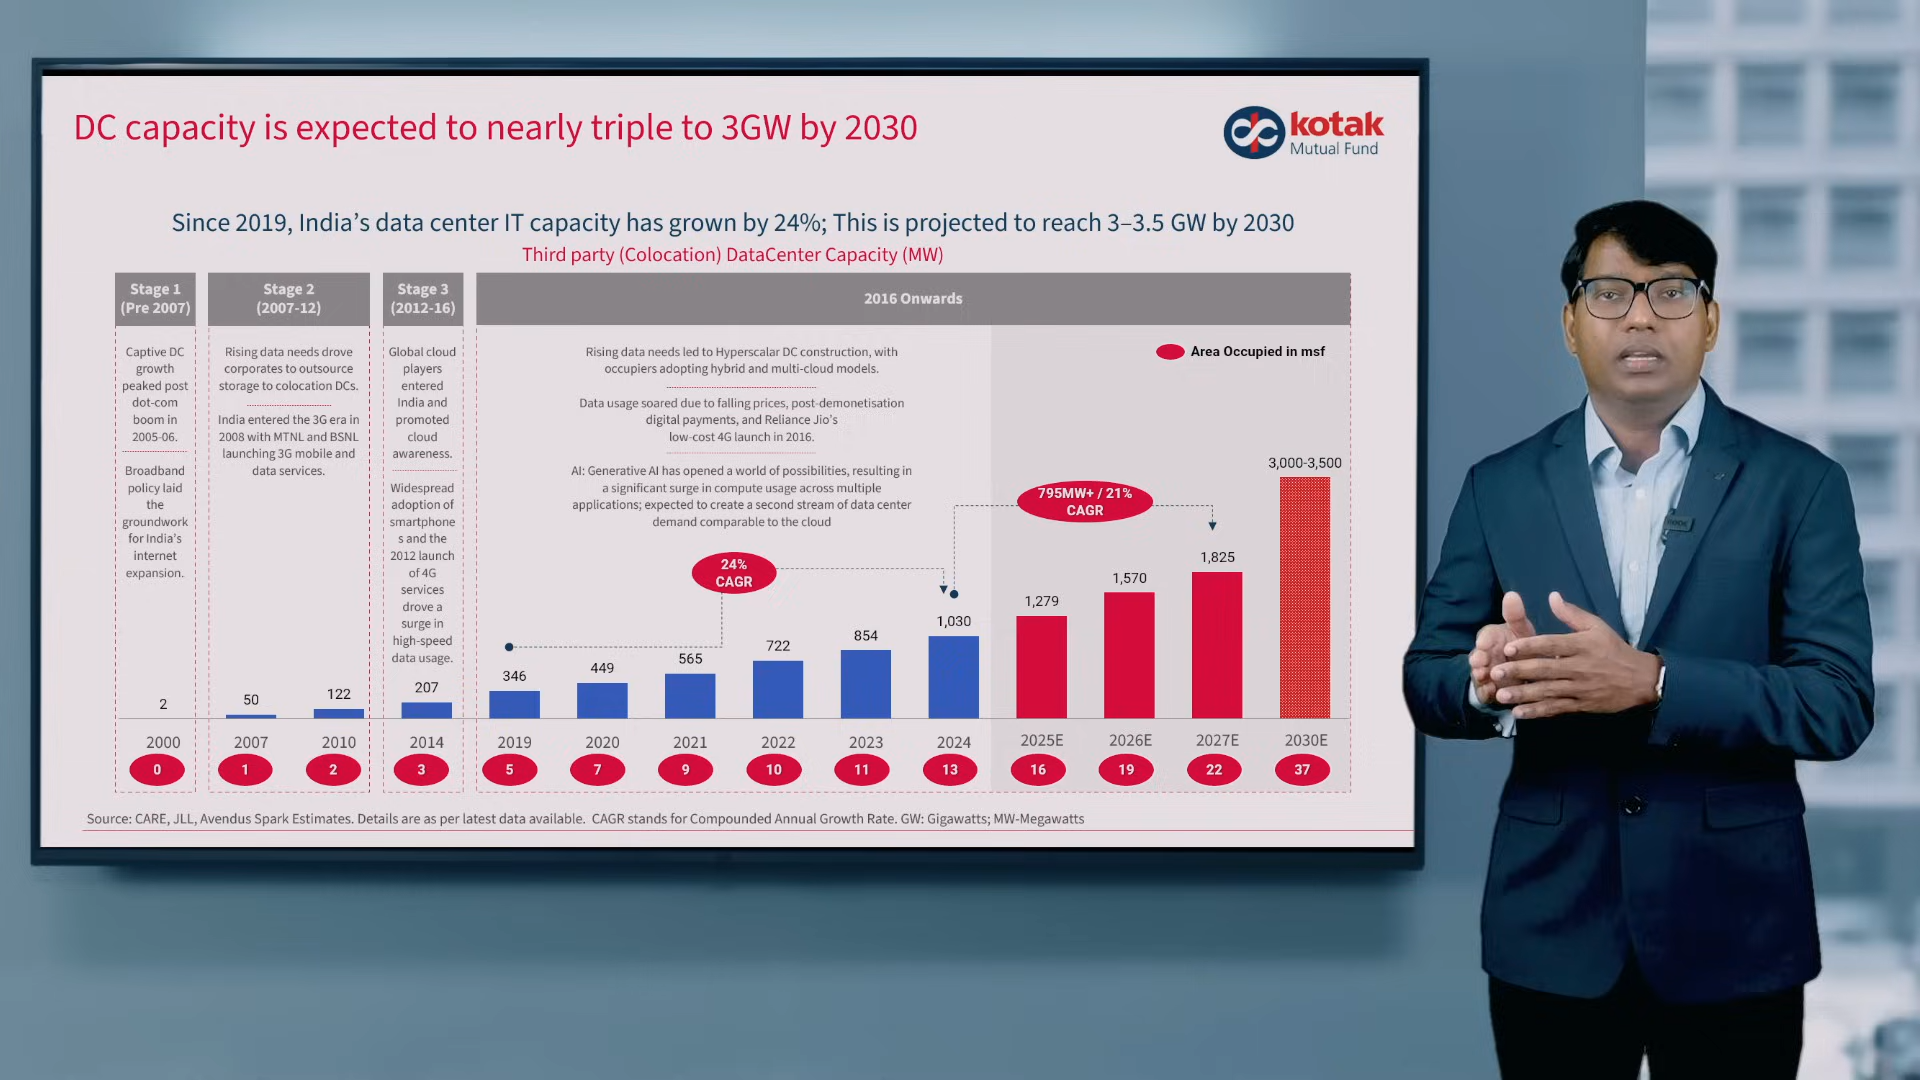 DC capacity is expected to nearly triple to 3GW by 2030
kotak
Mutual Fund
Since 2019, India's data center IT capacity has grown by 24%; This is projected to reach 3–3.5 GW by 2030
Third party (Colocation) DataCenter Capacity (MW)
Stage 1
(Pre 2007)
Captive DC
growth
peaked post
dot-com
boom in
2005-06.
Broadband
policy laid
the
groundwork
for India's
internet
expansion.
Stage 2
(2007-12)
Rising data needs drove
corporates to outsource
storage to colocation DCs.
India entered the 3G era in
2008 with MTNL and BSNL
launching 3G mobile and
data services.
Stage 3
(2012-16)
Global cloud
players
entered
India and
promoted
cloud
awareness.
Widespread
adoption of
smartphone
s and the
2012 launch
of 4G
services
drove a
surge in
high-speed
data usage.
2016 Onwards
Rising data needs led to Hyperscalar DC construction, with
occupiers adopting hybrid and multi-cloud models.
Data usage soared due to falling prices, post-demonetisation
digital payments, and Reliance Jio's
low-cost 4G launch in 2016.
AI: Generative AI has opened a world of possibilities, resulting in
a significant surge in compute usage across multiple
applications; expected to create a second stream of data center
demand comparable to the cloud
Area Occupied in msf
24%
CAGR
795MW+ / 21%
CAGR
2 50 122 207 346 449 565 722 854 1,030 1,279 1,570 1,825 3,000-3,500
2000 2007 2010 2014 2019 2020 2021 2022 2023 2024 2025E 2026E 2027E 2030E
0 1 2 3 5 7 9 10 11 13 16 19 22 37
Source: CARE, JLL, Avendus Spark Estimates. Details are as per latest data available. CAGR stands for Compounded Annual Growth Rate. GW: Gigawatts; MW-Megawatts